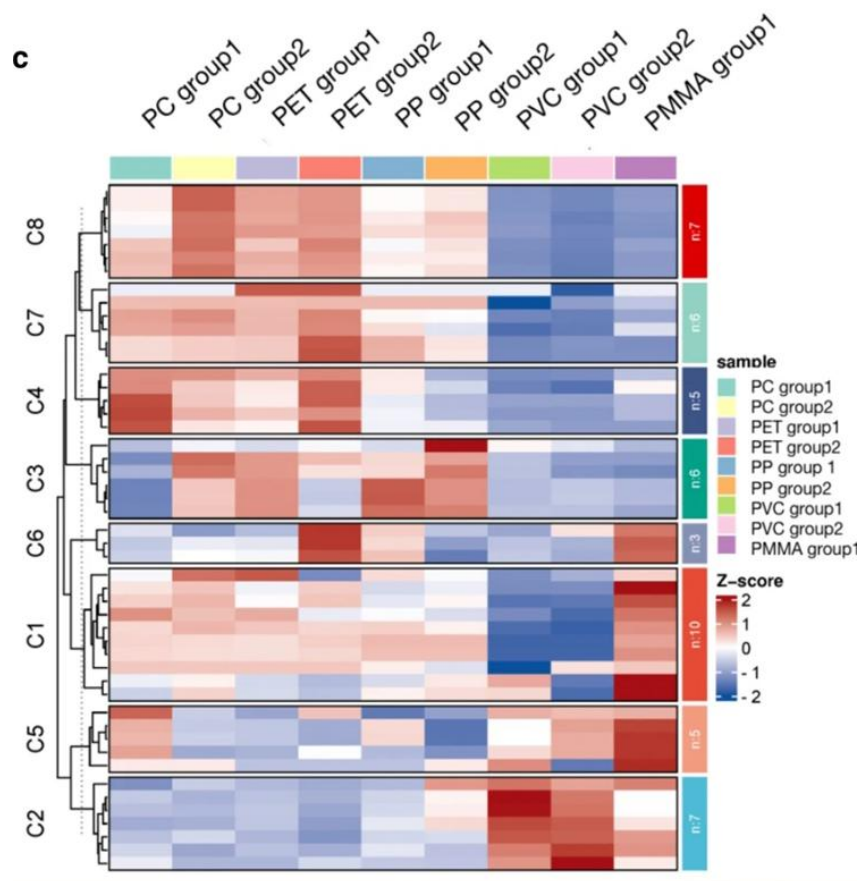 c
PC group1
PC group2
PET group1
PET group2
PP group1
PP group2
PVC group1
PVC group2
PMMA group1
C8
n:7
C7
n:6
C4
n:5
C3
n:6
C6
n:3
C1
n:10
C5
n:5
C2
n:7
sample
PC group1
PC group2
PET group1
PET group2
PP group 1
PP group2
PVC group1
PVC group2
PMMA group1
Z-score
2
1
0
- 1
- 2